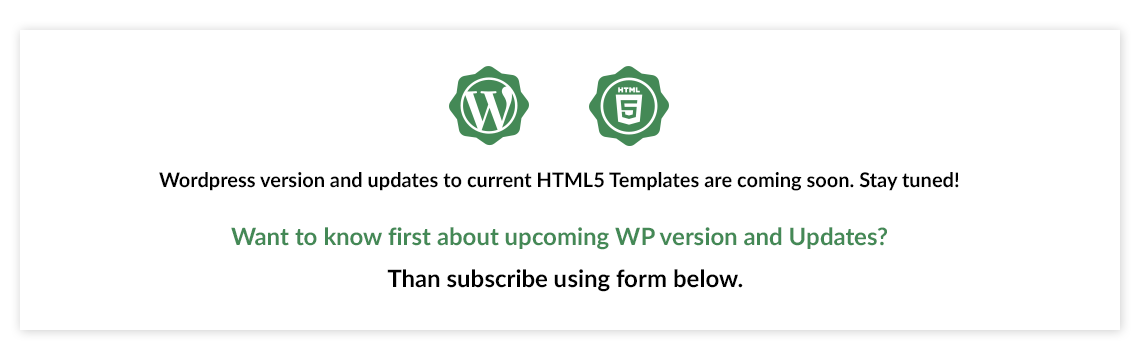 HTML
5
Wordpress version and updates to current HTML5 Templates are coming soon. Stay tuned!
Want to know first about upcoming WP version and Updates?
Than subscribe using form below.